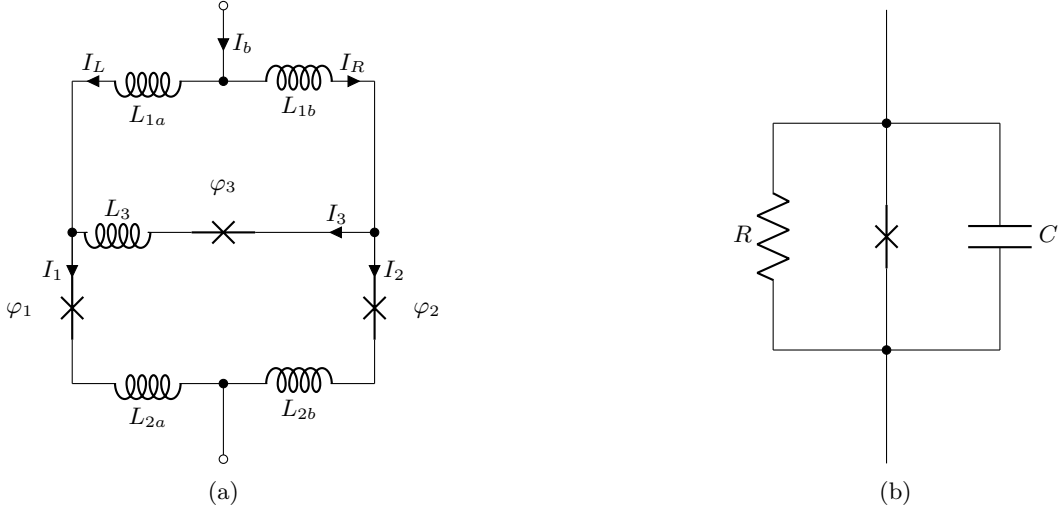 I_b
I_L
I_R
L_{1a}
L_{1b}
φ_3
L_3
I_3
I_1
I_2
φ_1
φ_2
L_{2a}
L_{2b}
(a)
R
C
(b)